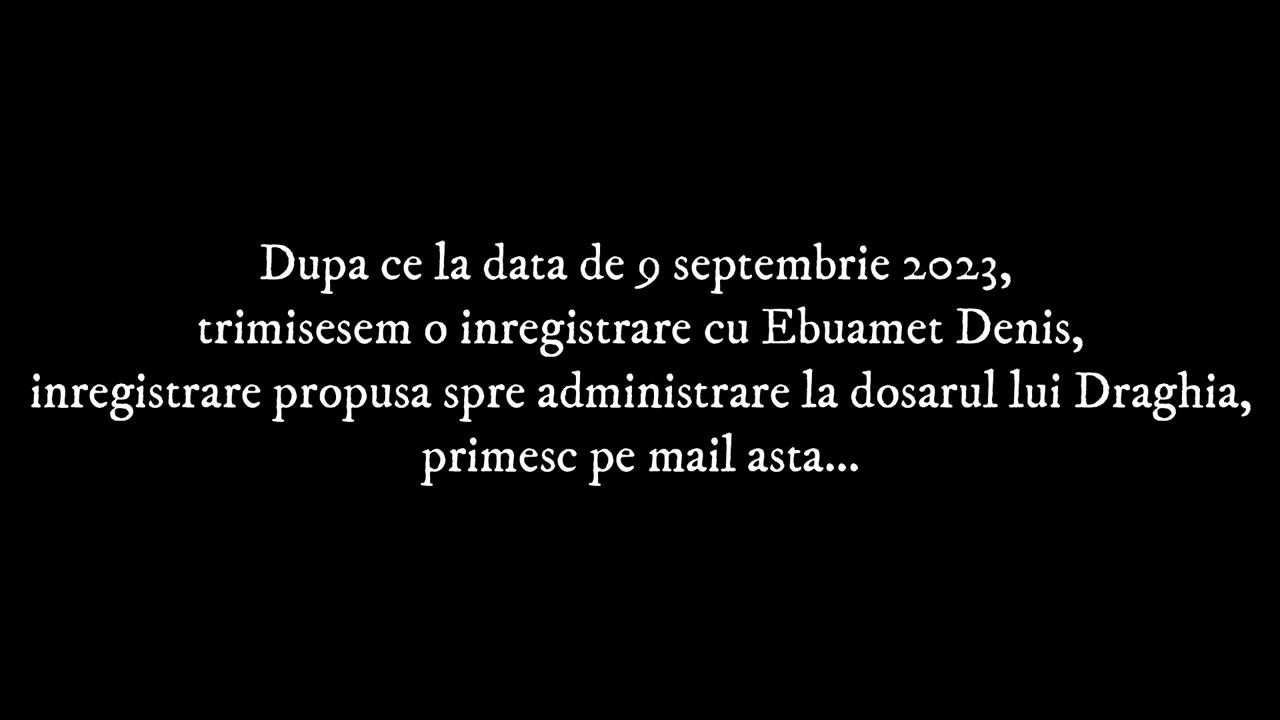 Dupa ce la data de 9 septembrie 2023,
trimisesem o inregistrare cu Ebuamet Denis,
inregistrare propusa spre administrare la dosarul lui Draghia,
primesc pe mail asta...